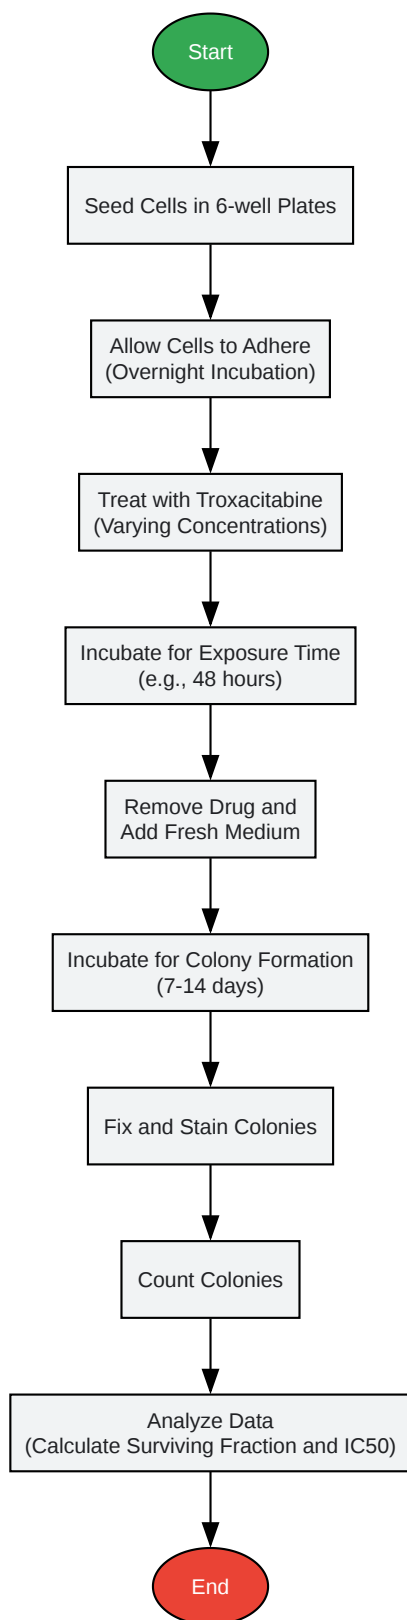 Start
Seed Cells in 6-well Plates
Allow Cells to Adhere
(Overnight Incubation)
Treat with Troxacitabine
(Varying Concentrations)
Incubate for Exposure Time
(e.g., 48 hours)
Remove Drug and
Add Fresh Medium
Incubate for Colony Formation
(7-14 days)
Fix and Stain Colonies
Count Colonies
Analyze Data
(Calculate Surviving Fraction and IC50)
End